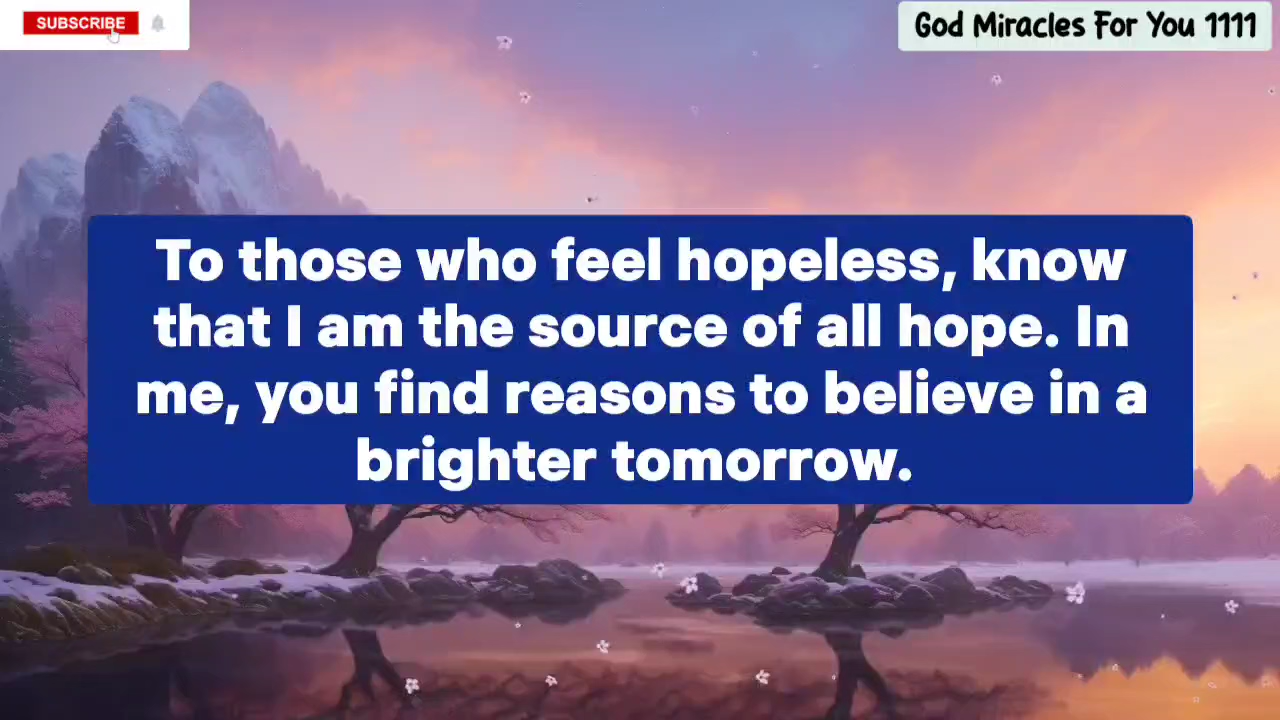 SUBSCRIBE
God Miracles For You 1111
To those who feel hopeless, know
that I am the source of all hope. In
me, you find reasons to believe in a
brighter tomorrow.